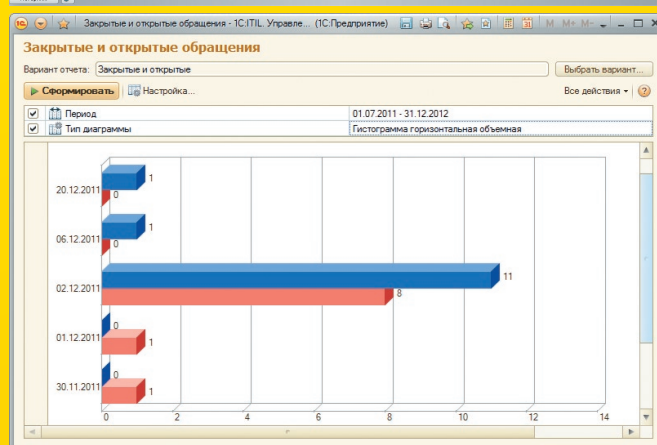 Закрытые и открытые обращения - 1С:ITIL. Управле... (1С:Предприятие) M M+ M-
Закрытые и открытые обращения
Вариант отчета: Закрытые и открытые Выбрать вариант...
Сформировать Настройка... Все действия
Период 01.07.2011 - 31.12.2012
Тип диаграммы Гистограмма горизонтальная объемная
1
20.12.2011 0
1
06.12.2011 0
11
02.12.2011 8
0
01.12.2011 1
0
30.11.2011 1
0 2 4 6 8 10 12 14